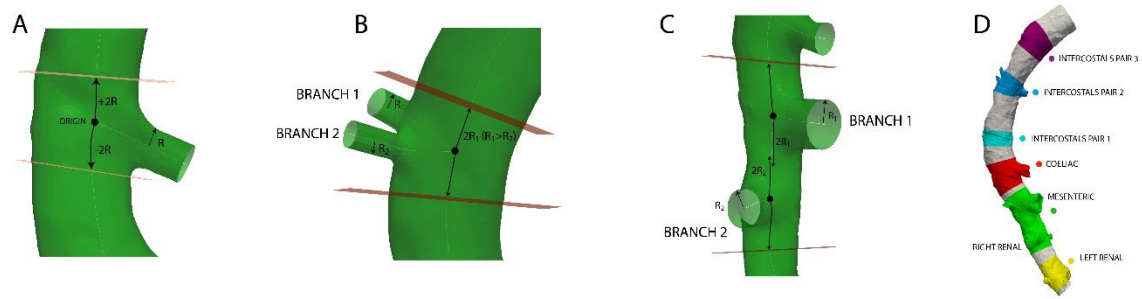 A
+2R
ORIGIN
R
-2R
B
BRANCH 1
R₁
BRANCH 2
R₂
2R₁ (R₁>R₂)
C
R₁
BRANCH 1
2R₁
2R₂
R₂
BRANCH 2
D
INTERCOSTALS PAIR 3
INTERCOSTALS PAIR 2
INTERCOSTALS PAIR 1
COELIAC
MESENTERIC
RIGHT RENAL
LEFT RENAL